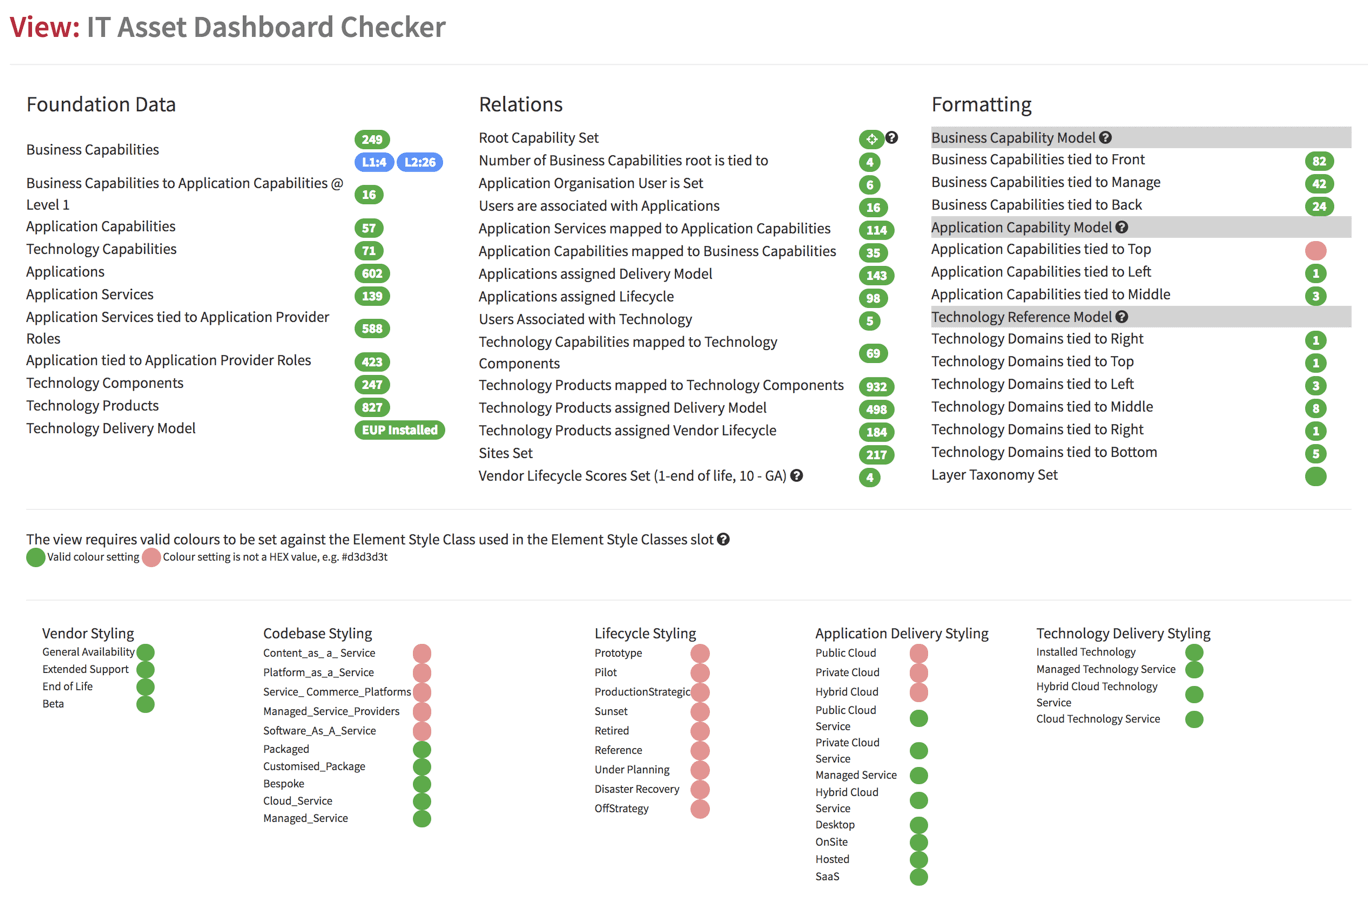 View: IT Asset Dashboard Checker
Foundation Data
Business Capabilities
249
L1:4 L2:26
Business Capabilities to Application Capabilities @
Level 1
16
Application Capabilities 57
Technology Capabilities 71
Applications 602
Application Services 139
Application Services tied to Application Provider
Roles
588
Application tied to Application Provider Roles 423
Technology Components 247
Technology Products 827
Technology Delivery Model EUP Installed
Relations
Root Capability Set ?
Number of Business Capabilities root is tied to 4
Application Organisation User is Set 6
Users are associated with Applications 16
Application Services mapped to Application Capabilities 114
Application Capabilities mapped to Business Capabilities 35
Applications assigned Delivery Model 143
Applications assigned Lifecycle 98
Users Associated with Technology 5
Technology Capabilities mapped to Technology
Components
69
Technology Products mapped to Technology Components 932
Technology Products assigned Delivery Model 498
Technology Products assigned Vendor Lifecycle 184
Sites Set 217
Vendor Lifecycle Scores Set (1-end of life, 10 - GA) ? 4
Formatting
Business Capability Model ?
Business Capabilities tied to Front 82
Business Capabilities tied to Manage 42
Business Capabilities tied to Back 24
Application Capability Model ?
Application Capabilities tied to Top
Application Capabilities tied to Left 1
Application Capabilities tied to Middle 3
Technology Reference Model ?
Technology Domains tied to Right 1
Technology Domains tied to Top 1
Technology Domains tied to Left 3
Technology Domains tied to Middle 8
Technology Domains tied to Right 1
Technology Domains tied to Bottom 5
Layer Taxonomy Set
The view requires valid colours to be set against the Element Style Class used in the Element Style Classes slot ?
Valid colour setting Colour setting is not a HEX value, e.g. #d3d3d3t
Vendor Styling
General Availability
Extended Support
End of Life
Beta
Codebase Styling
Content_as_ a_ Service
Platform_as_a_Service
Service_ Commerce_Platforms
Managed_Service_Providers
Software_As_A_Service
Packaged
Customised_Package
Bespoke
Cloud_Service
Managed_Service
Lifecycle Styling
Prototype
Pilot
ProductionStrategic
Sunset
Retired
Reference
Under Planning
Disaster Recovery
OffStrategy
Application Delivery Styling
Public Cloud
Private Cloud
Hybrid Cloud
Public Cloud
Service
Private Cloud
Service
Managed Service
Hybrid Cloud
Service
Desktop
OnSite
Hosted
SaaS
Technology Delivery Styling
Installed Technology
Managed Technology Service
Hybrid Cloud Technology
Service
Cloud Technology Service